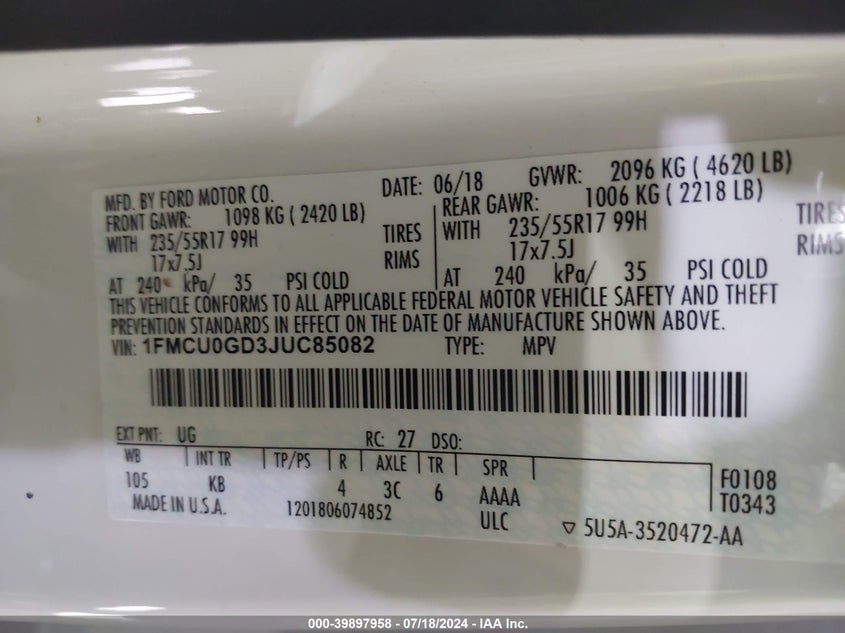 MFD. BY FORD MOTOR CO. DATE: 06/18 GVWR: 2096 KG ( 4620 LB)
FRONT GAWR: 1098 KG ( 2420 LB) REAR GAWR: 1006 KG ( 2218 LB)
WITH 235/55R17 99H TIRES WITH 235/55R17 99H TIRES
17x7.5J RIMS 17x7.5J RIMS
AT 240 kPa/ 35 PSI COLD AT 240 kPa/ 35 PSI COLD
THIS VEHICLE CONFORMS TO ALL APPLICABLE FEDERAL MOTOR VEHICLE SAFETY AND THEFT
PREVENTION STANDARDS IN EFFECT ON THE DATE OF MANUFACTURE SHOWN ABOVE.
VIN: 1FMCU0GD3JUC85082 TYPE: MPV
EXT PNT: UG RC: 27 DSO:
WB INT TR TP/PS R AXLE TR SPR
105 KB 4 3C 6 AAAA F0108
MADE IN U.S.A. 1201806074852 ULC T0343
▽ 5U5A-3520472-AA
000-39897958 - 07/18/2024 - IAA Inc.